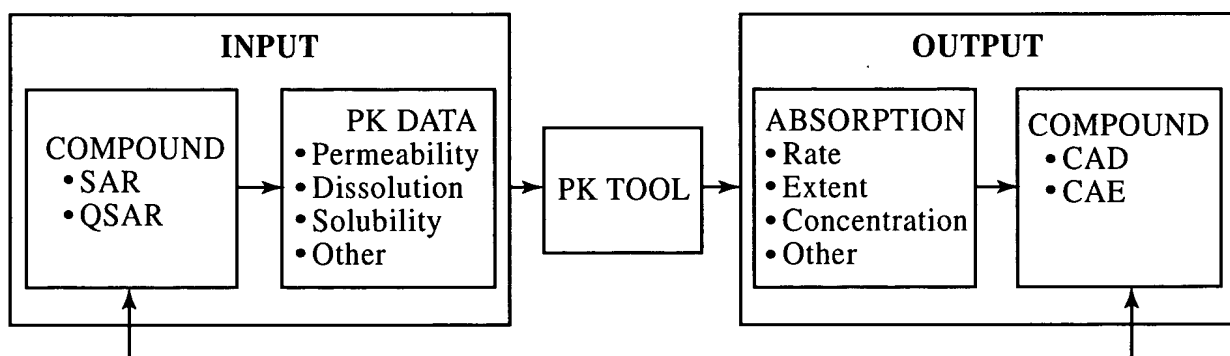 INPUT
COMPOUND
• SAR
• QSAR
PK DATA
• Permeability
• Dissolution
• Solubility
• Other
PK TOOL
OUTPUT
ABSORPTION
• Rate
• Extent
• Concentration
• Other
COMPOUND
• CAD
• CAE